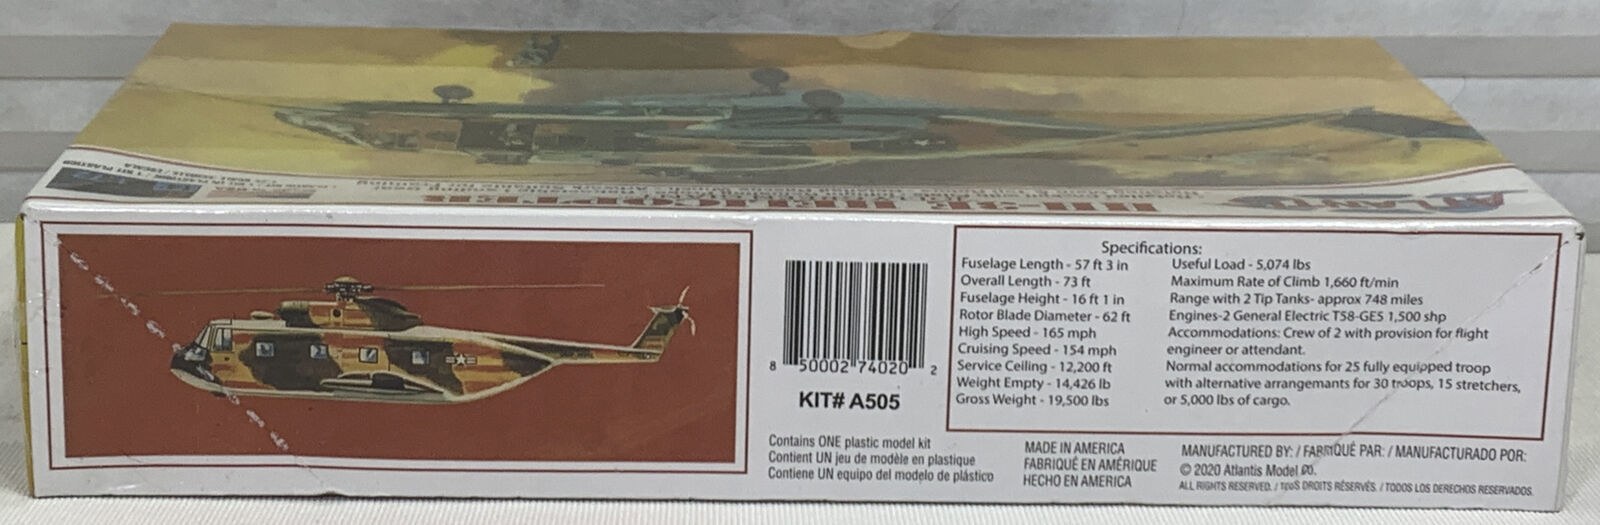 ATLANTIS
HH-3E HELICOPTER
8 50002 74020 2
KIT# A505
Contains ONE plastic model kit
Contient UN jeu de modèle en plastique
Contiene UN equipo del modelo de plástico
Specifications:
Fuselage Length - 57 ft 3 in
Overall Length - 73 ft
Fuselage Height - 16 ft 1 in
Rotor Blade Diameter - 62 ft
High Speed - 165 mph
Cruising Speed - 154 mph
Service Ceiling - 12,200 ft
Weight Empty - 14,426 lb
Gross Weight - 19,500 lbs
Useful Load - 5,074 lbs
Maximum Rate of Climb 1,660 ft/min
Range with 2 Tip Tanks- approx 748 miles
Engines-2 General Electric T58-GE5 1,500 shp
Accommodations: Crew of 2 with provision for flight
engineer or attendant.
Normal accommodations for 25 fully equipped troop
with alternative arrangaments for 30 troops, 15 stretchers,
or 5,000 lbs of cargo.
MADE IN AMERICA
FABRIQUÉ EN AMÉRIQUE
HECHO EN AMERICA
MANUFACTURED BY: / FABRIQUÉ PAR: / MANUFACTURADO POR:
© 2020 Atlantis Model Co.
ALL RIGHTS RESERVED. / TOUS DROITS RÉSERVÉS. / TODOS LOS DERECHOS RESERVADOS.